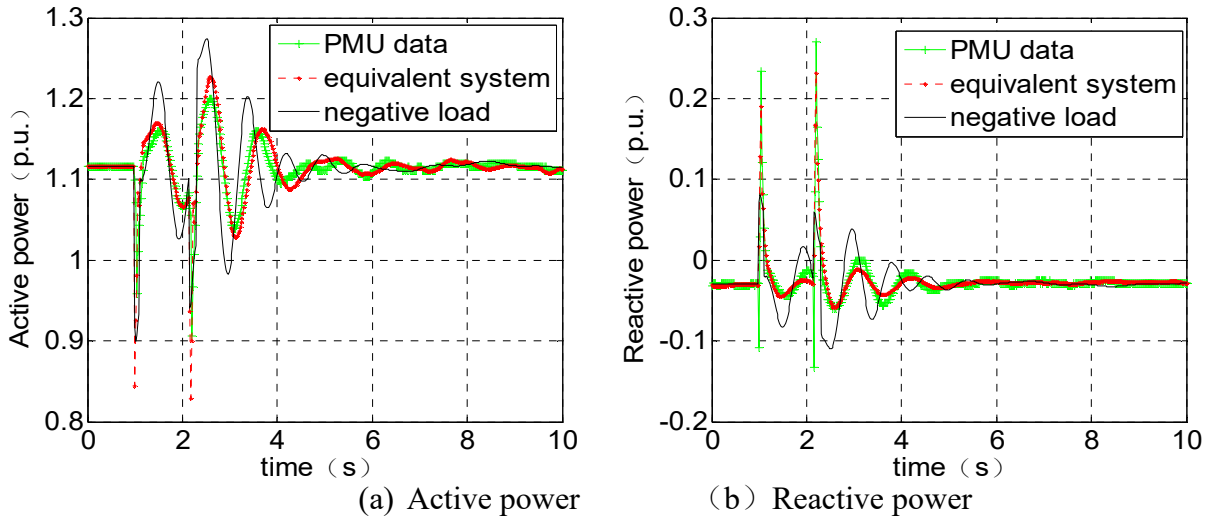 1.3
1.2
1.1
1
0.9
0.8
0 2 4 6 8 10
Active power（p.u.）
time（s）
PMU data
equivalent system
negative load
(a) Active power
0.3
0.2
0.1
0
-0.1
-0.2
0 2 4 6 8 10
Reactive power（p.u.）
time（s）
PMU data
equivalent system
negative load
（b）Reactive power